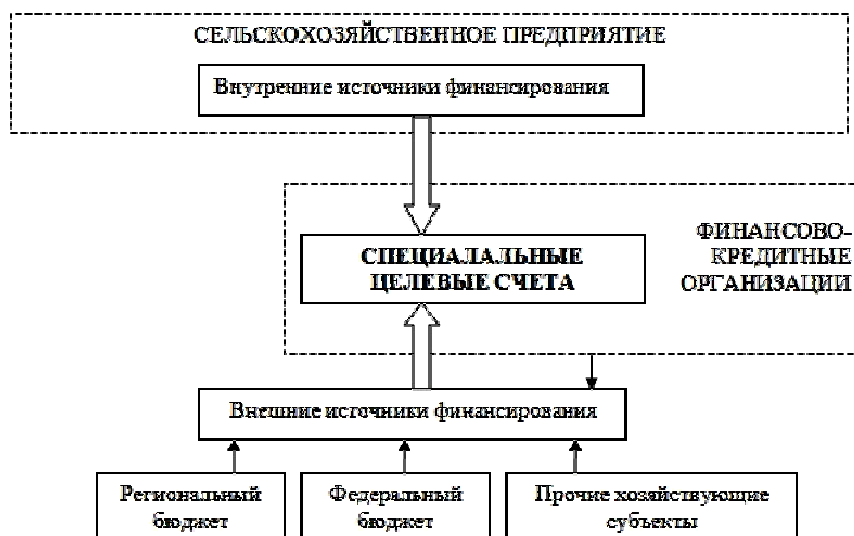 СЕЛЬСКОХОЗЯЙСТВЕННОЕ ПРЕДПРИЯТИЕ
Внутренние источники финансирования
СПЕЦИАЛАЛЬНЫЕ
ЦЕЛЕВЫЕ СЧЕТА
ФИНАНСОВО-
КРЕДИТНЫЕ
ОРГАНИЗАЦИИ
Внешние источники финансирования
Региональный
бюджет
Федеральный
бюджет
Прочие хозяйствующие
субъекты